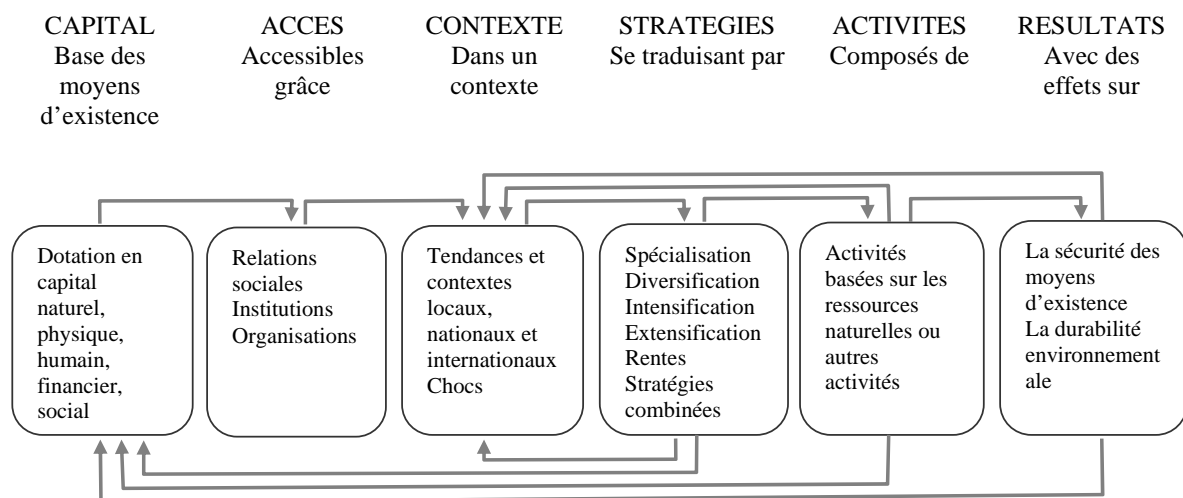 CAPITAL
Base des
moyens
d'existence
ACCES
Accessibles
grâce
CONTEXTE
Dans un
contexte
STRATEGIES
Se traduisant par
ACTIVITES
Composés de
RESULTATS
Avec des
effets sur
Dotation en
capital
naturel,
physique,
humain,
financier,
social
Relations
sociales
Institutions
Organisations
Tendances et
contextes
locaux,
nationaux et
internationaux
Chocs
Spécialisation
Diversification
Intensification
Extensification
Rentes
Stratégies
combinées
Activités
basées sur les
ressources
naturelles ou
autres
activités
La sécurité des
moyens
d'existence
La durabilité
environnement
ale